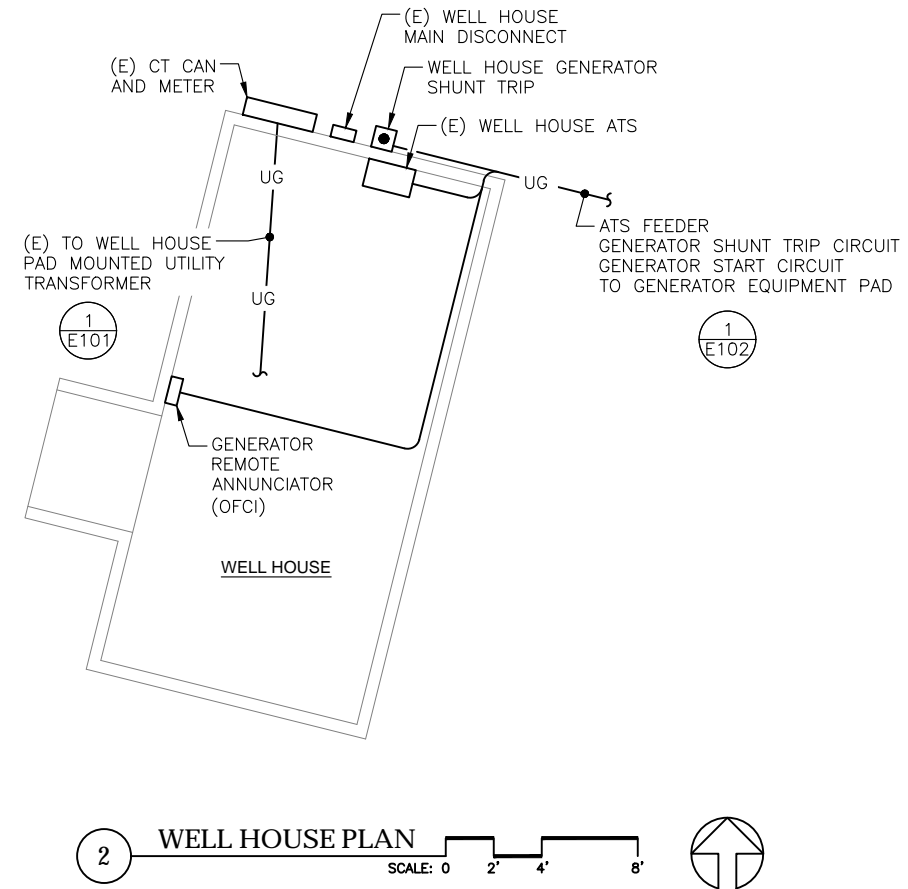 (E) WELL HOUSE
MAIN DISCONNECT
(E) CT CAN
AND METER
WELL HOUSE GENERATOR
SHUNT TRIP
(E) WELL HOUSE ATS
UG
UG
ATS FEEDER
GENERATOR SHUNT TRIP CIRCUIT
GENERATOR START CIRCUIT
TO GENERATOR EQUIPMENT PAD
(E) TO WELL HOUSE
PAD MOUNTED UTILITY
TRANSFORMER
UG
1
E101
1
E102
GENERATOR
REMOTE
ANNUNCIATOR
(OFCI)
WELL HOUSE
2
WELL HOUSE PLAN
SCALE: 0 2' 4' 8'